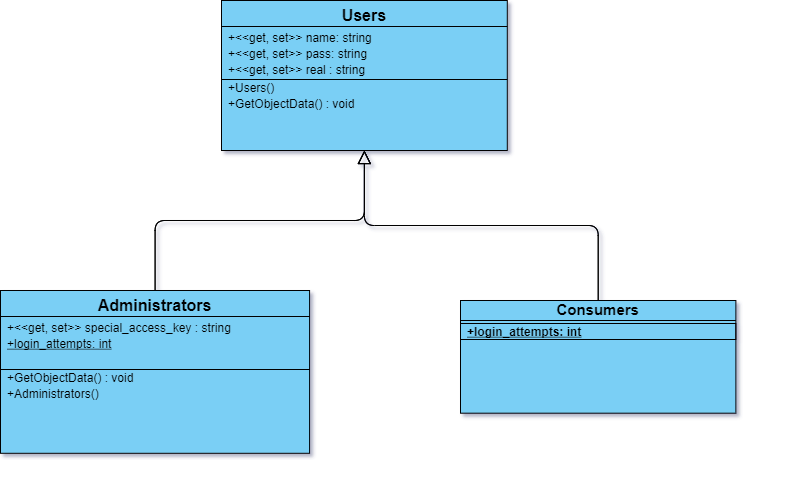 Users
+<<get, set>> name: string
+<<get, set>> pass: string
+<<get, set>> real : string
+Users()
+GetObjectData() : void
Administrators
+<<get, set>> special_access_key : string
+login_attempts: int
+GetObjectData() : void
+Administrators()
Consumers
+login_attempts: int